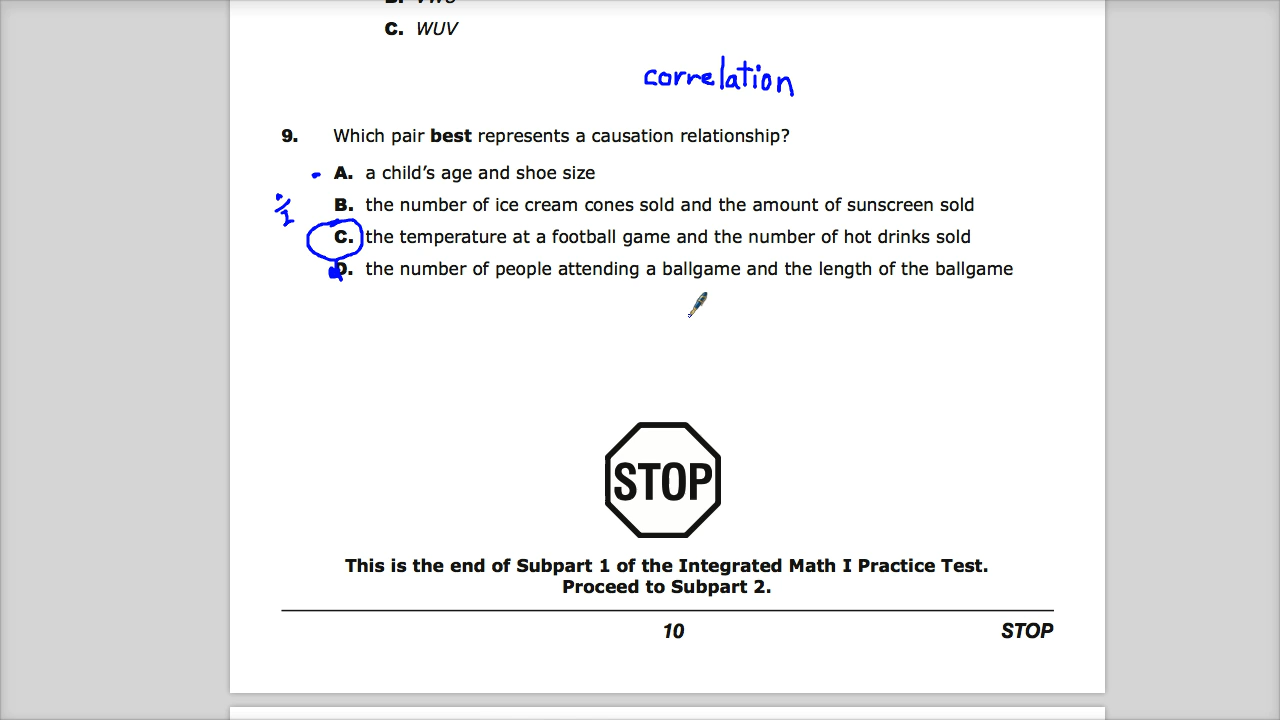 C. WUV
correlation
9. Which pair best represents a causation relationship?
A. a child's age and shoe size
B. the number of ice cream cones sold and the amount of sunscreen sold
C. the temperature at a football game and the number of hot drinks sold
D. the number of people attending a ballgame and the length of the ballgame
STOP
This is the end of Subpart 1 of the Integrated Math I Practice Test.
Proceed to Subpart 2.
10 STOP